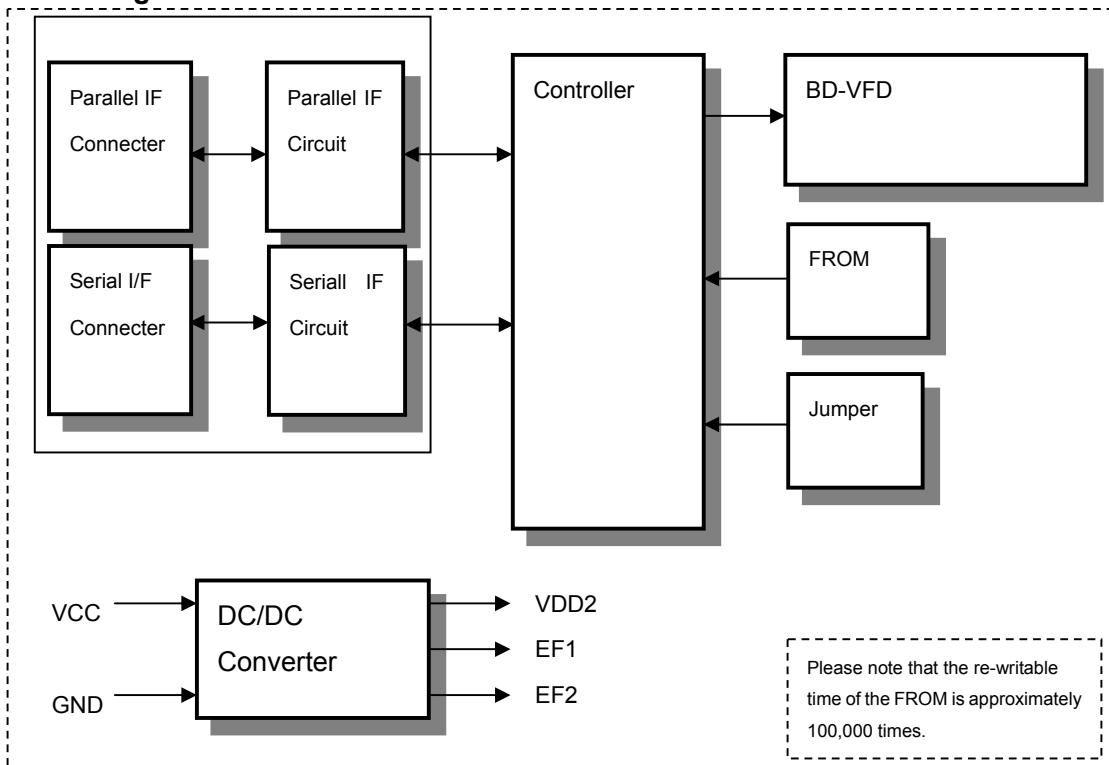 Parallel IF
Connecter
Parallel IF
Circuit
Controller
BD-VFD
Serial I/F
Connecter
Seriall IF
Circuit
FROM
Jumper
VCC
GND
DC/DC
Converter
VDD2
EF1
EF2
Please note that the re-writable
time of the FROM is approximately
100,000 times.